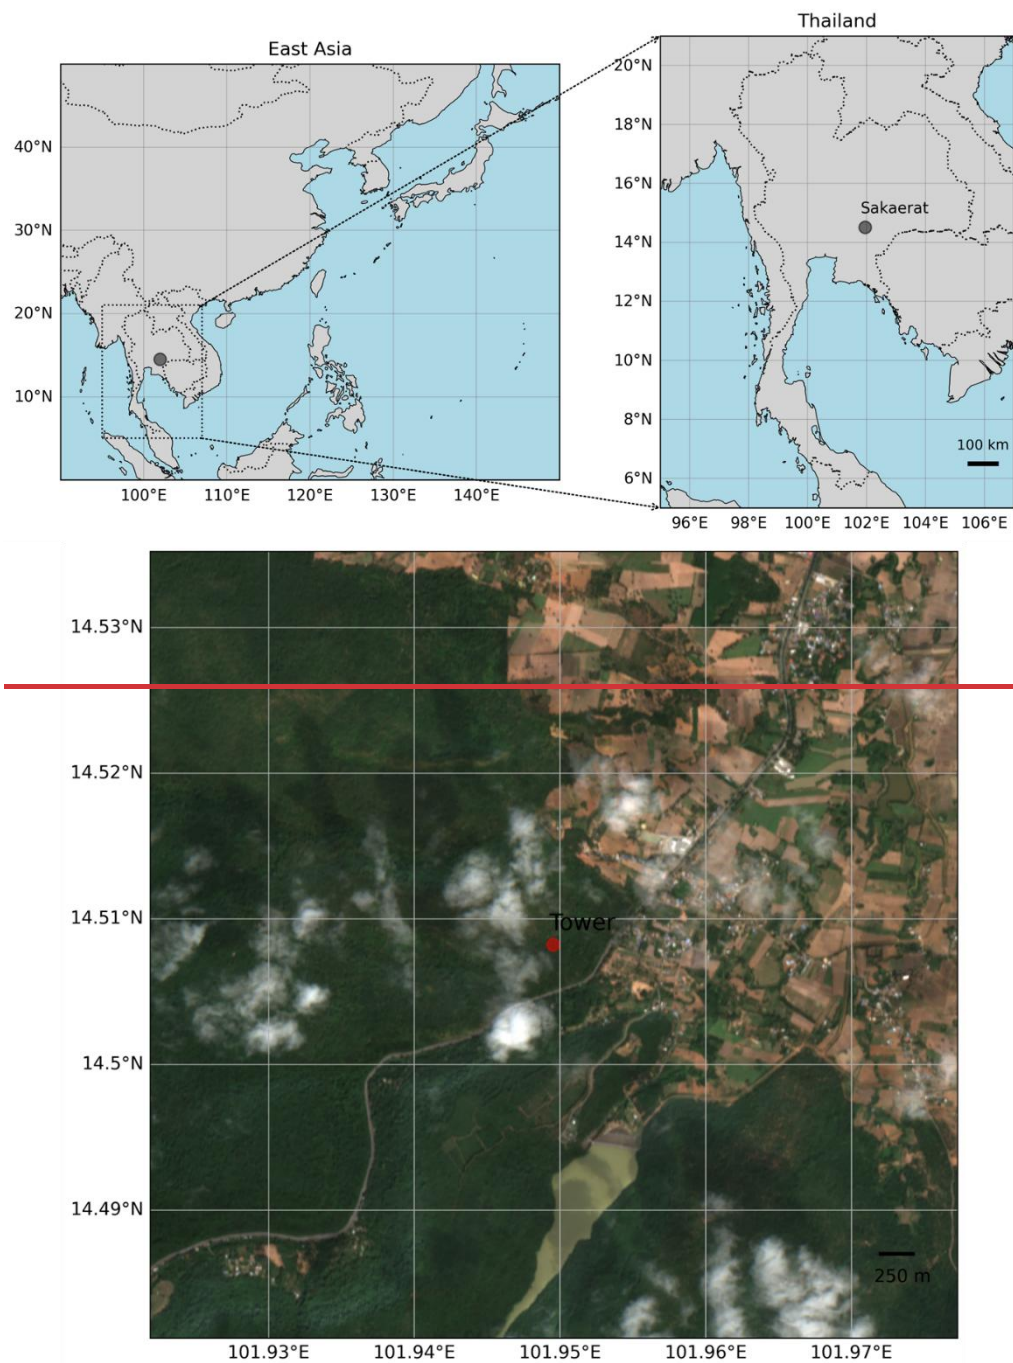 East Asia
40°N
30°N
20°N
10°N
100°E 110°E 120°E 130°E 140°E
Thailand
20°N
18°N
16°N
14°N
12°N
10°N
8°N
6°N
Sakaerat
100 km
96°E 98°E 100°E 102°E 104°E 106°E
14.53°N
14.52°N
14.51°N
14.5°N
14.49°N
Tower
250 m
101.93°E 101.94°E 101.95°E 101.96°E 101.97°E